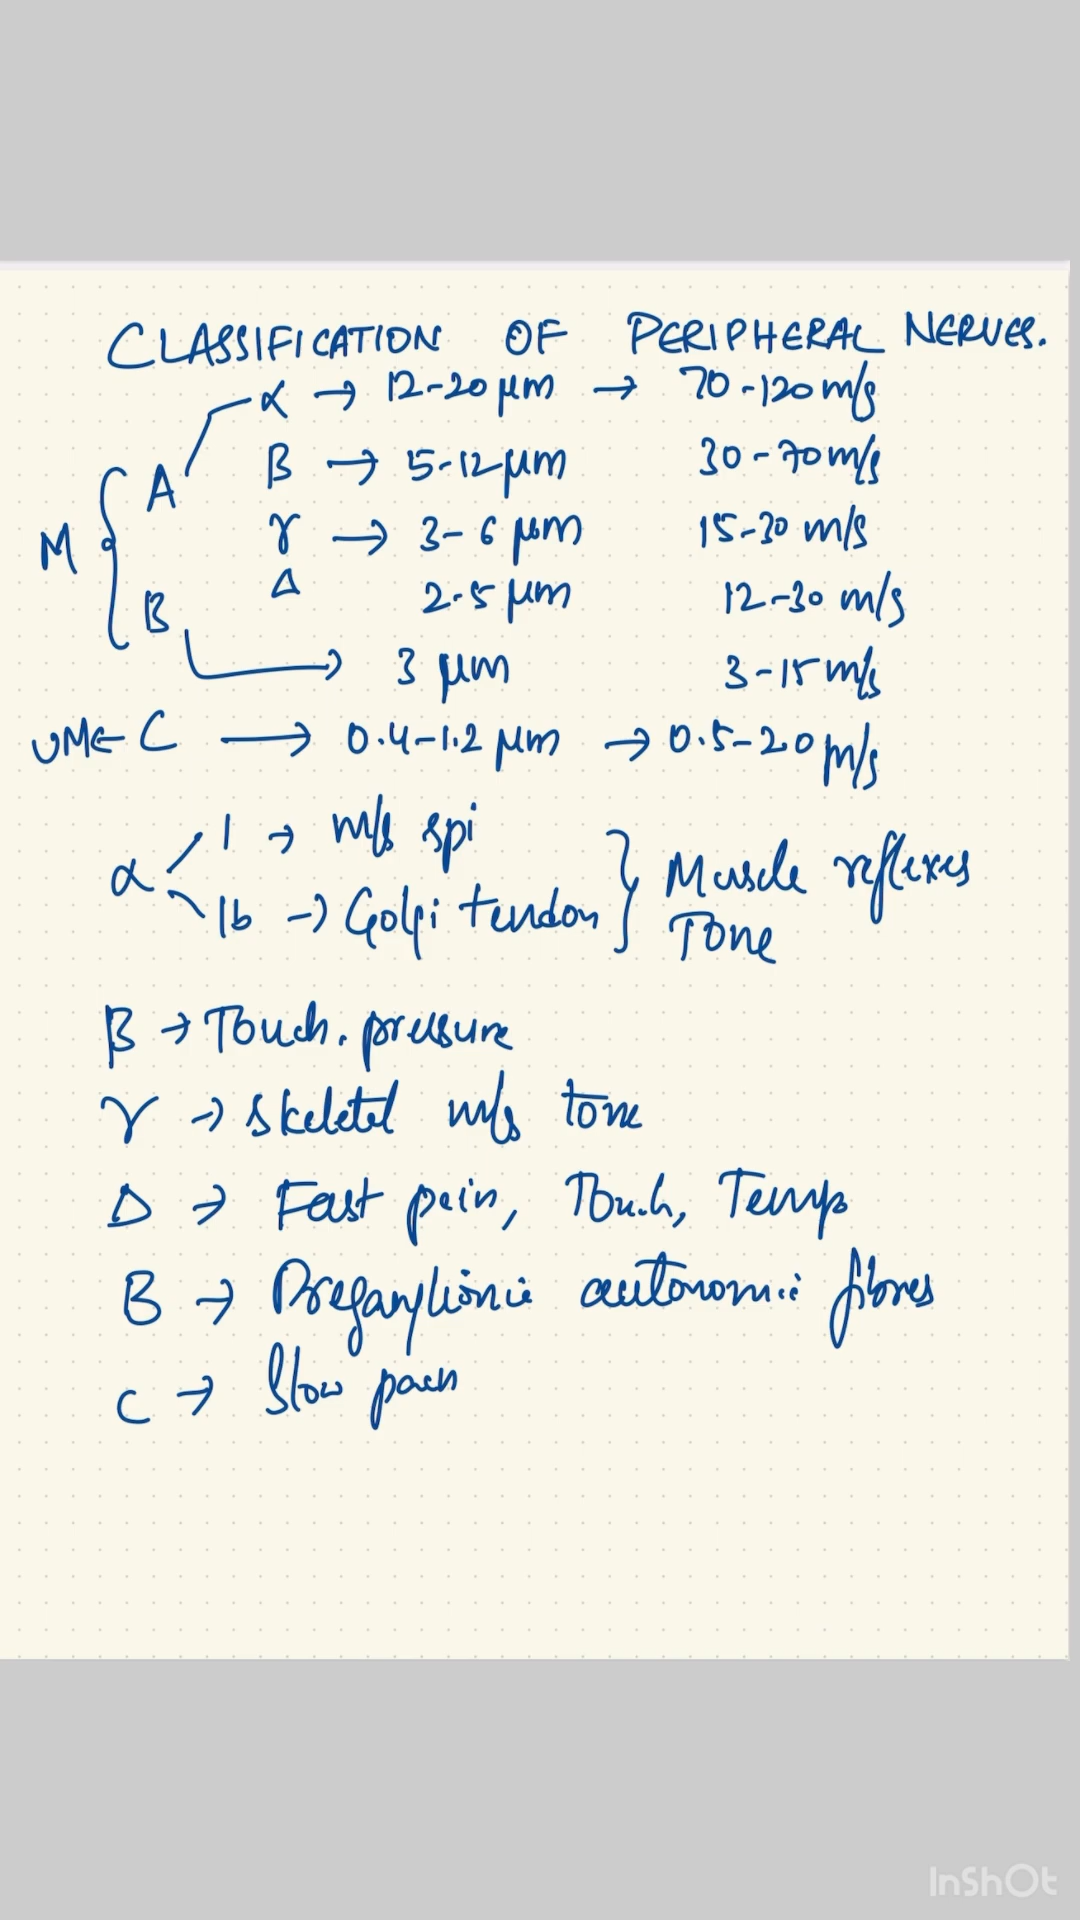 CLASSIFICATION OF PERIPHERAL NERVES.
α → 12-20 μm → 70-120 m/s
A β → 5-12 μm 30-70 m/s
M γ → 3-6 μm 15-30 m/s
Δ 2-5 μm 12-30 m/s
B → 3 μm 3-15 m/s
UM ← C → 0.4-1.2 μm → 0.5-2.0 m/s
1 → m/s spi
α Muscle reflexes
1b → Golgi tendon } Tone
β → Touch, pressure
γ → Skeletal m/s tone
Δ → Fast pain, Touch, Temp
B → Preganglionic autonomic fibres
C → Slow pain
InShOt